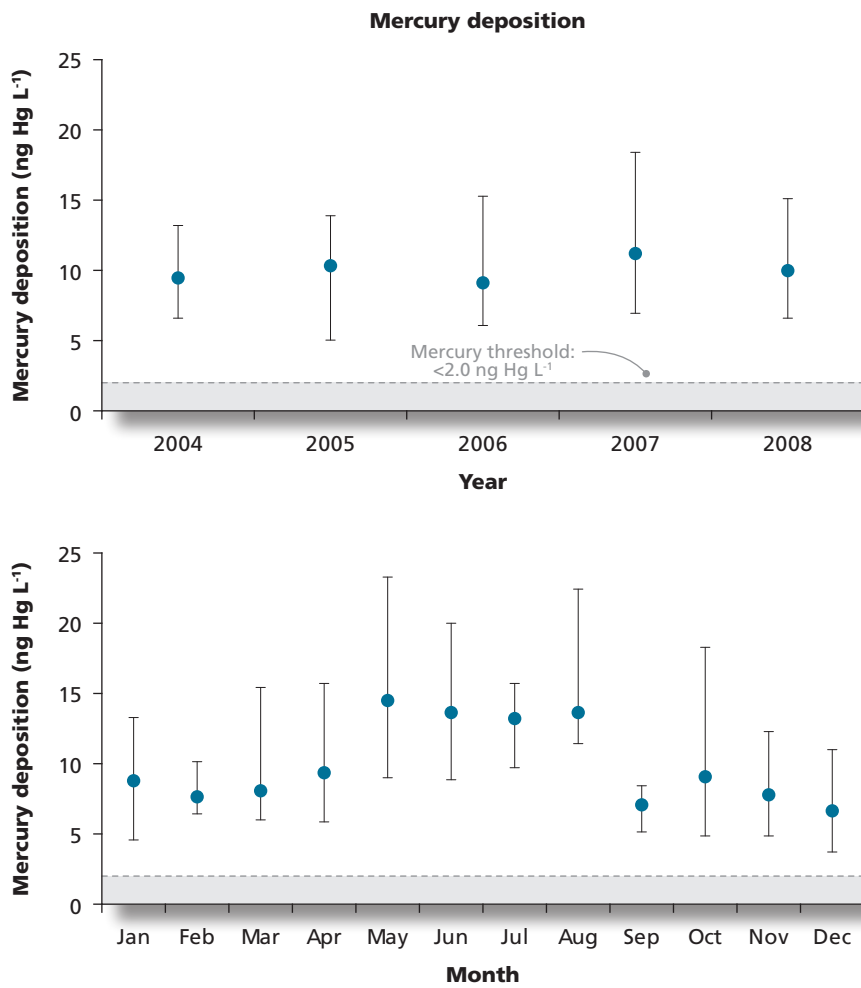 Mercury deposition
Mercury deposition (ng Hg L⁻¹)
25
20
15
10
5
0
Mercury threshold:
<2.0 ng Hg L⁻¹
2004 2005 2006 2007 2008
Year
Mercury deposition (ng Hg L⁻¹)
25
20
15
10
5
0
Jan Feb Mar Apr May Jun Jul Aug Sep Oct Nov Dec
Month